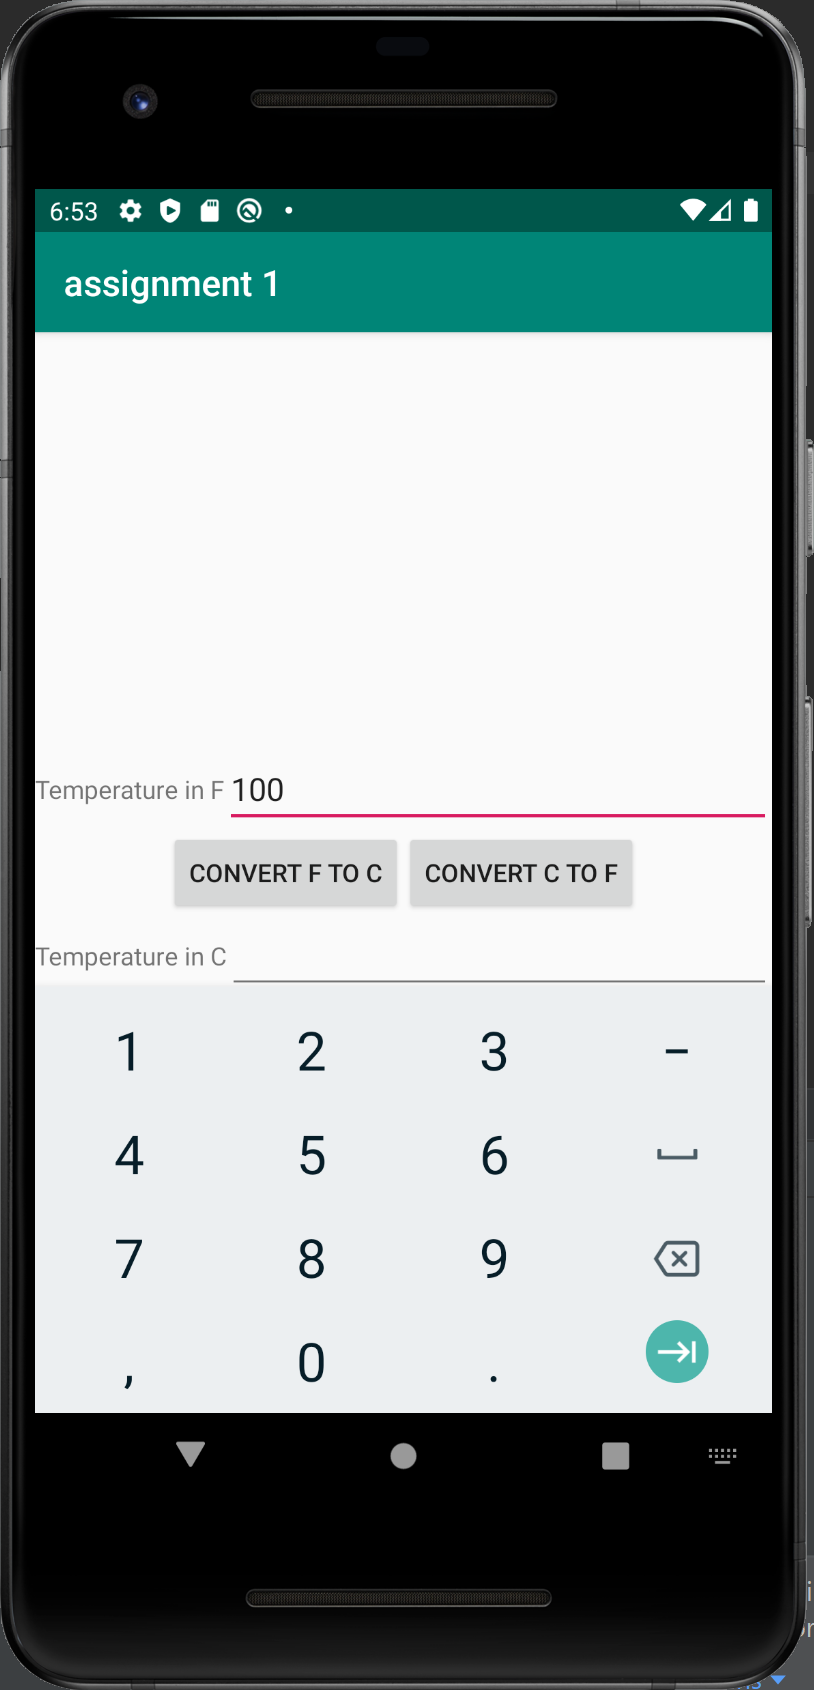 6:53
assignment 1
Temperature in F 100
CONVERT F TO C CONVERT C TO F
Temperature in C
1 2 3 –
4 5 6
7 8 9
, 0 .